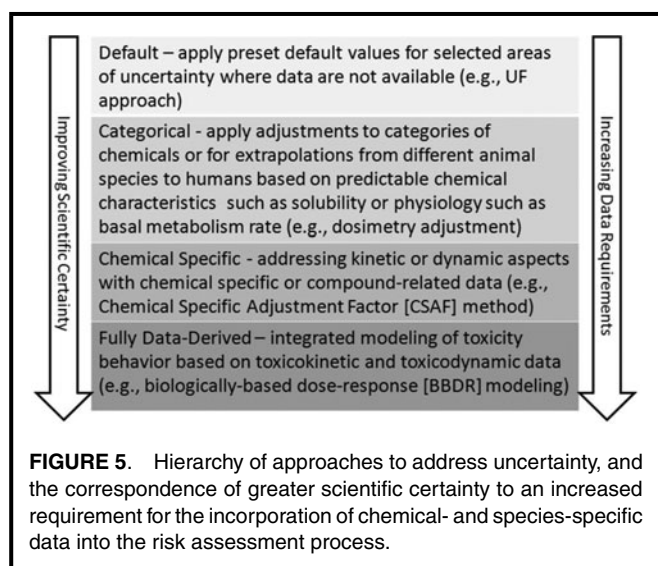 Improving Scientific Certainty
Default – apply preset default values for selected areas
of uncertainty where data are not available (e.g., UF
approach)
Categorical - apply adjustments to categories of
chemicals or for extrapolations from different animal
species to humans based on predictable chemical
characteristics such as solubility or physiology such as
basal metabolism rate (e.g., dosimetry adjustment)
Chemical Specific - addressing kinetic or dynamic aspects
with chemical specific or compound-related data (e.g.,
Chemical Specific Adjustment Factor [CSAF] method)
Fully Data-Derived – integrated modeling of toxicity
behavior based on toxicokinetic and toxicodynamic data
(e.g., biologically-based dose-response [BBDR] modeling)
Increasing Data Requirements
FIGURE 5. Hierarchy of approaches to address uncertainty, and
the correspondence of greater scientific certainty to an increased
requirement for the incorporation of chemical- and species-specific
data into the risk assessment process.